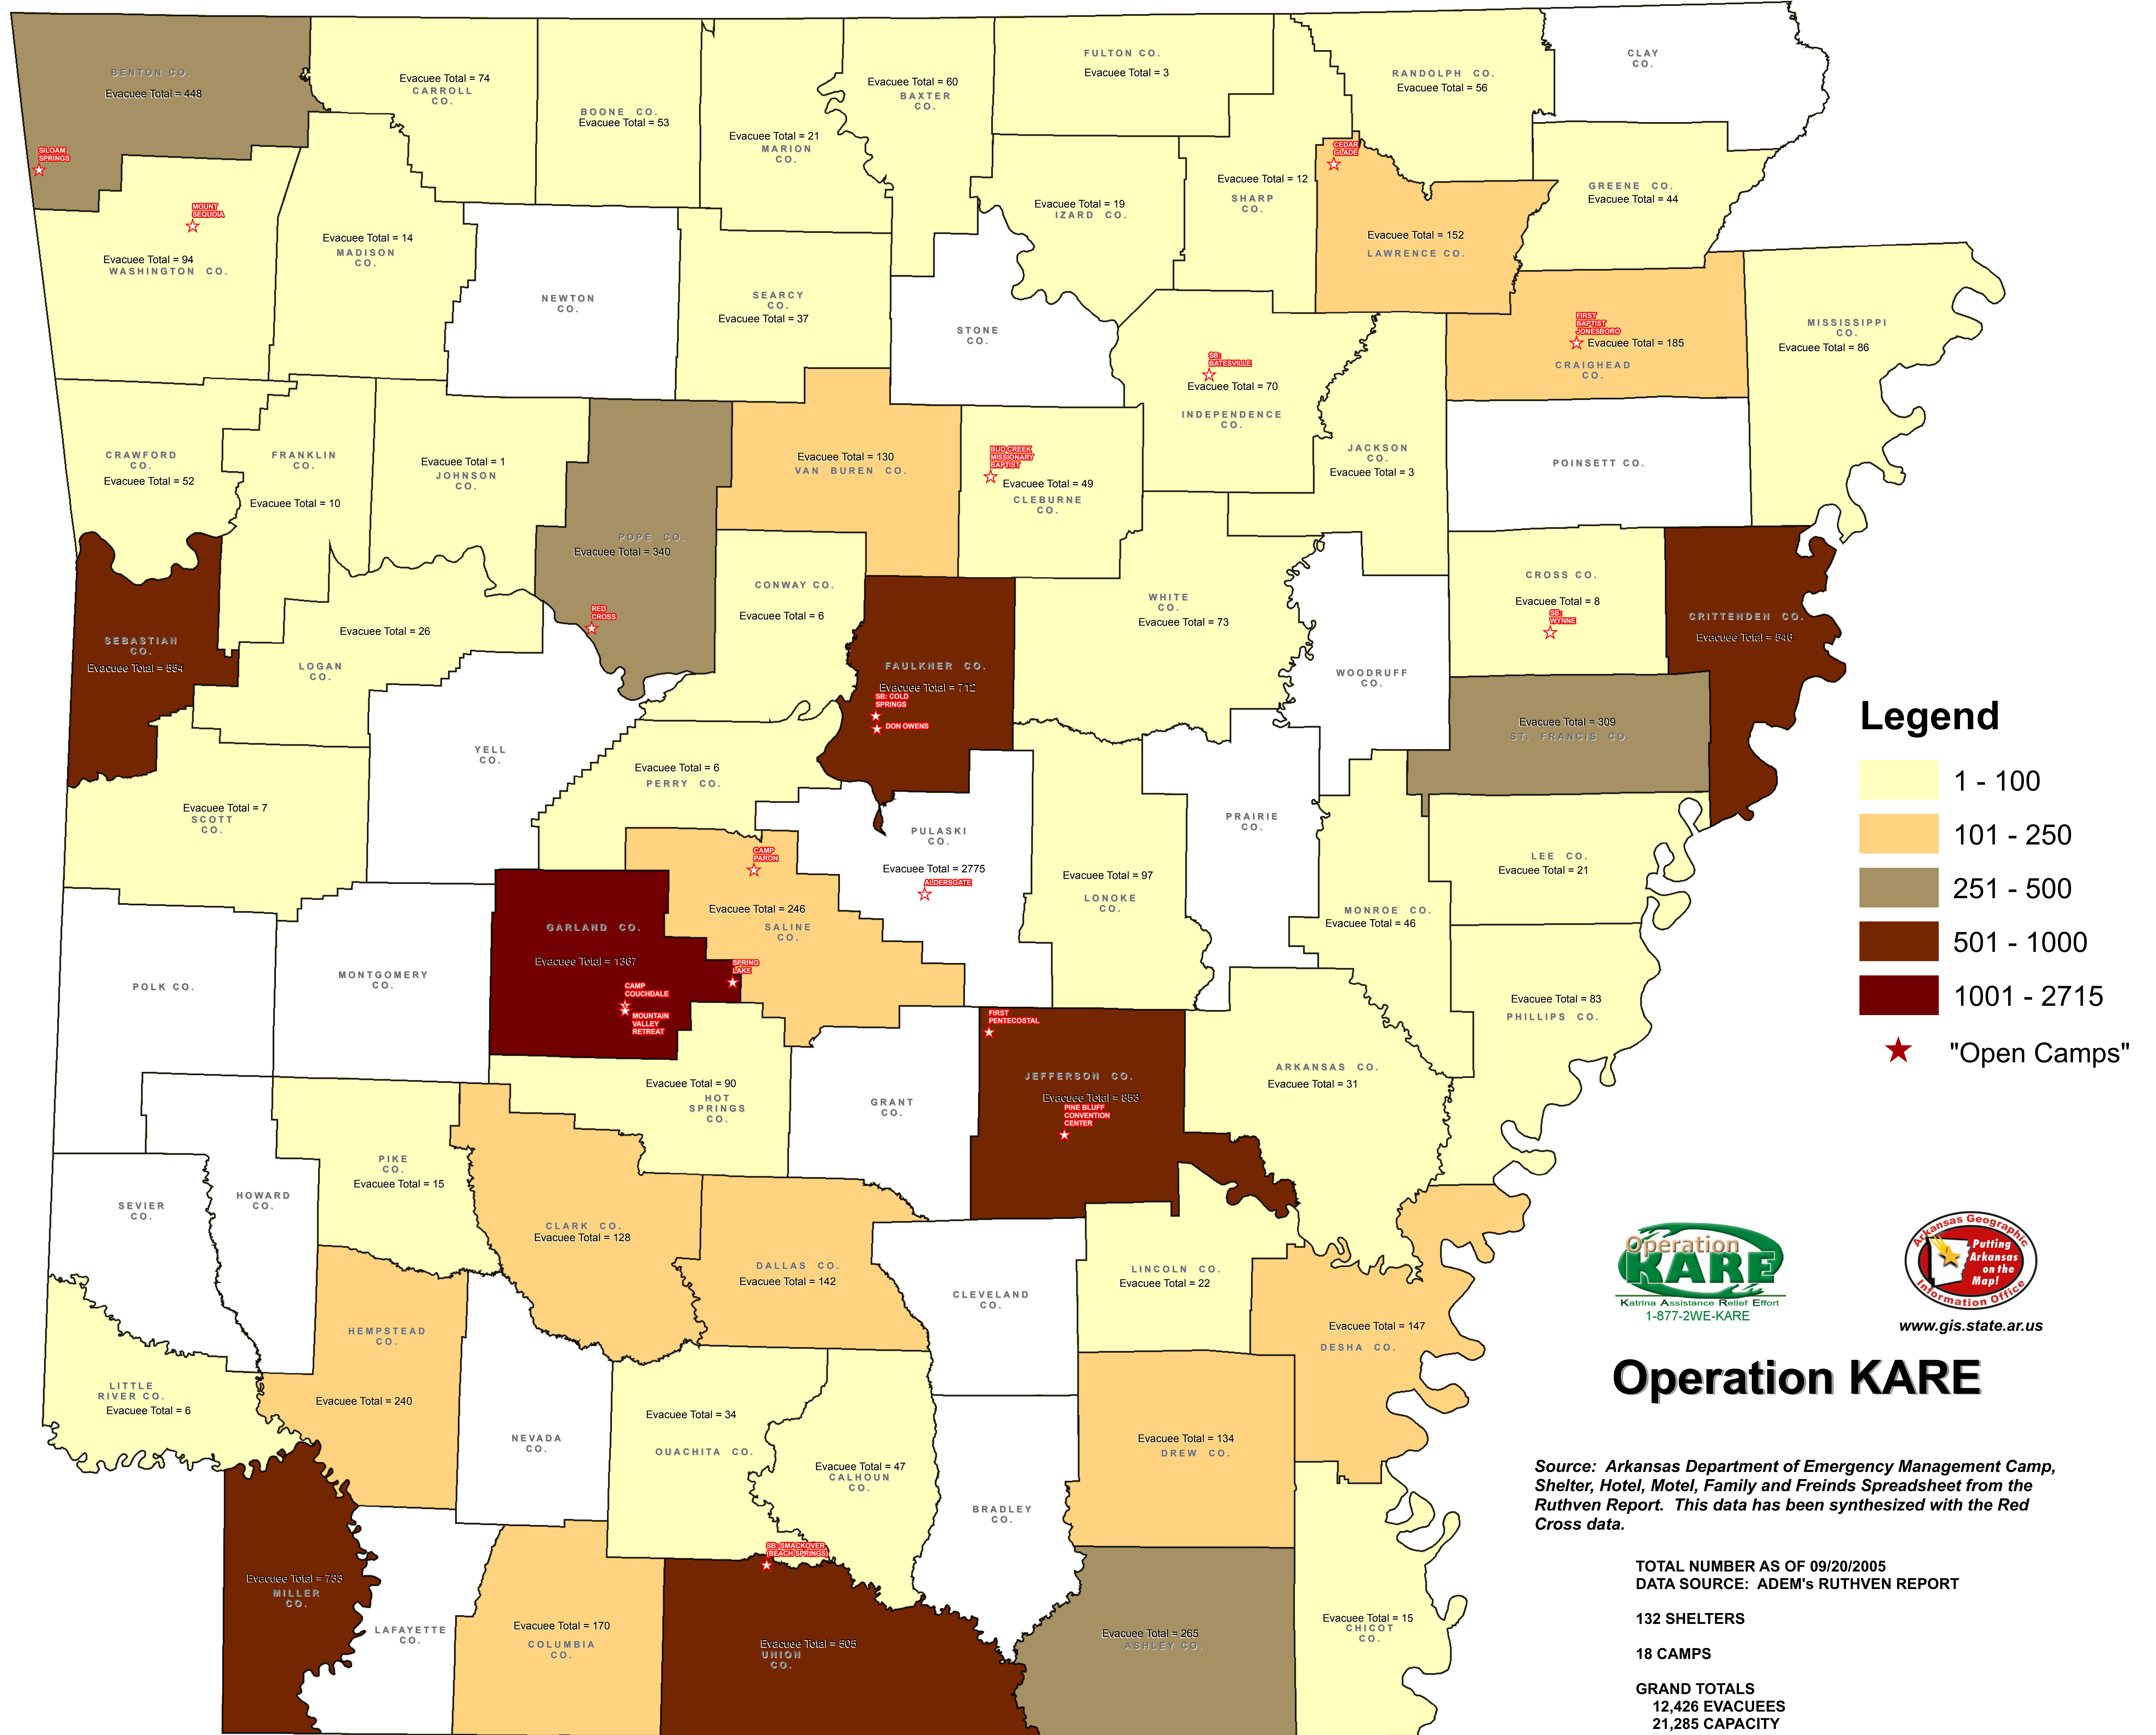 BENTON CO.
Evacuee Total = 448
SILOAM
SPRINGS
Evacuee Total = 74
CARROLL
CO.
BOONE CO.
Evacuee Total = 53
Evacuee Total = 21
MARION
CO.
Evacuee Total = 60
BAXTER
CO.
FULTON CO.
Evacuee Total = 3
RANDOLPH CO.
Evacuee Total = 56
CLAY
CO.
MOUNT
SEQUOIA
Evacuee Total = 94
WASHINGTON CO.
Evacuee Total = 14
MADISON
CO.
NEWTON
CO.
SEARCY
CO.
Evacuee Total = 37
STONE
CO.
Evacuee Total = 19
IZARD CO.
Evacuee Total = 12
SHARP
CO.
CEDAR
GLADE
Evacuee Total = 152
LAWRENCE CO.
GREENE CO.
Evacuee Total = 44
FIRST
BAPTIST
JONESBORO
Evacuee Total = 185
CRAIGHEAD
CO.
MISSISSIPPI
CO.
Evacuee Total = 86
SB:
BATESVILLE
Evacuee Total = 70
INDEPENDENCE
CO.
JACKSON
CO.
Evacuee Total = 3
POINSETT CO.
CRAWFORD
CO.
Evacuee Total = 52
FRANKLIN
CO.
Evacuee Total = 10
Evacuee Total = 1
JOHNSON
CO.
POPE CO.
Evacuee Total = 340
RED
CROSS
Evacuee Total = 130
VAN BUREN CO.
BUD CREEK
MISSIONARY
BAPTIST
Evacuee Total = 49
CLEBURNE
CO.
CONWAY CO.
Evacuee Total = 6
WHITE
CO.
Evacuee Total = 73
WOODRUFF
CO.
CROSS CO.
Evacuee Total = 8
SB:
WYNNE
CRITTENDEN CO.
Evacuee Total = 546
SEBASTIAN
CO.
Evacuee Total = 554
Evacuee Total = 26
LOGAN
CO.
FAULKNER CO.
Evacuee Total = 712
SB: COLD
SPRINGS
DON OWENS
Evacuee Total = 309
ST. FRANCIS CO.
YELL
CO.
Evacuee Total = 6
PERRY CO.
Evacuee Total = 7
SCOTT
CO.
PULASKI
CO.
Evacuee Total = 2775
ALDERSGATE
PRAIRIE
CO.
Evacuee Total = 97
LONOKE
CO.
MONROE CO.
Evacuee Total = 46
LEE CO.
Evacuee Total = 21
CAMP
PARON
Evacuee Total = 246
SALINE
CO.
GARLAND CO.
Evacuee Total = 1367
SPRING
LAKE
CAMP
COUCHDALE
MOUNTAIN
VALLEY
RETREAT
POLK CO.
MONTGOMERY
CO.
Evacuee Total = 83
PHILLIPS CO.
FIRST
PENTECOSTAL
JEFFERSON CO.
Evacuee Total = 853
PINE BLUFF
CONVENTION
CENTER
ARKANSAS CO.
Evacuee Total = 31
Evacuee Total = 90
HOT
SPRINGS
CO.
GRANT
CO.
PIKE
CO.
Evacuee Total = 15
SEVIER
CO.
HOWARD
CO.
CLARK CO.
Evacuee Total = 128
DALLAS CO.
Evacuee Total = 142
CLEVELAND
CO.
LINCOLN CO.
Evacuee Total = 22
Evacuee Total = 147
DESHA CO.
HEMPSTEAD
CO.
Evacuee Total = 240
LITTLE
RIVER CO.
Evacuee Total = 6
NEVADA
CO.
Evacuee Total = 34
OUACHITA CO.
Evacuee Total = 47
CALHOUN
CO.
BRADLEY
CO.
Evacuee Total = 134
DREW CO.
SB: SMACKOVER
(BEACH SPRINGS)
Evacuee Total = 733
MILLER
CO.
LAFAYETTE
CO.
Evacuee Total = 170
COLUMBIA
CO.
Evacuee Total = 505
UNION
CO.
Evacuee Total = 265
ASHLEY CO.
Evacuee Total = 15
CHICOT
CO.
Legend
1 - 100
101 - 250
251 - 500
501 - 1000
1001 - 2715
"Open Camps"
Operation
KARE
Katrina Assistance Relief Effort
1-877-2WE-KARE
Arkansas Geographic
Putting
Arkansas
on the
Map!
Information Office
www.gis.state.ar.us
Operation KARE
Source: Arkansas Department of Emergency Management Camp,
Shelter, Hotel, Motel, Family and Freinds Spreadsheet from the
Ruthven Report. This data has been synthesized with the Red
Cross data.
TOTAL NUMBER AS OF 09/20/2005
DATA SOURCE: ADEM's RUTHVEN REPORT
132 SHELTERS
18 CAMPS
GRAND TOTALS
12,426 EVACUEES
21,285 CAPACITY